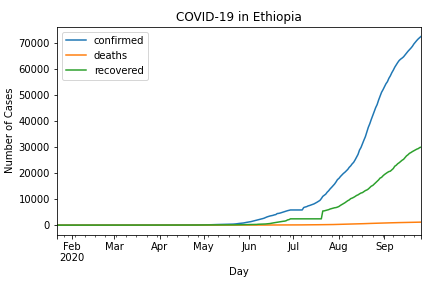 COVID-19 in Ethiopia
confirmed
deaths
recovered
Number of Cases
70000
60000
50000
40000
30000
20000
10000
0
Feb Mar Apr May Jun Jul Aug Sep
2020
Day